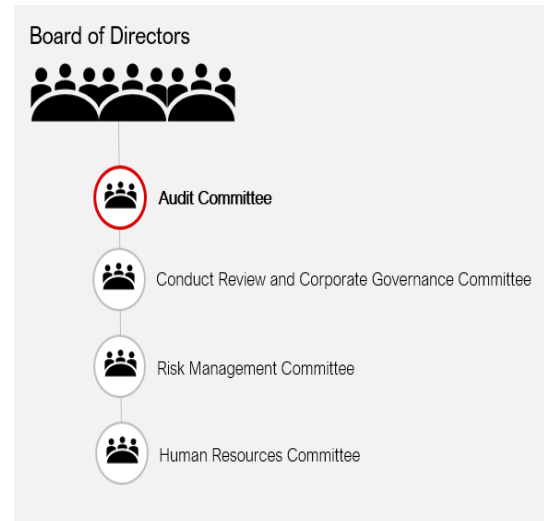 Board of Directors
Audit Committee
Conduct Review and Corporate Governance Committee
Risk Management Committee
Human Resources Committee